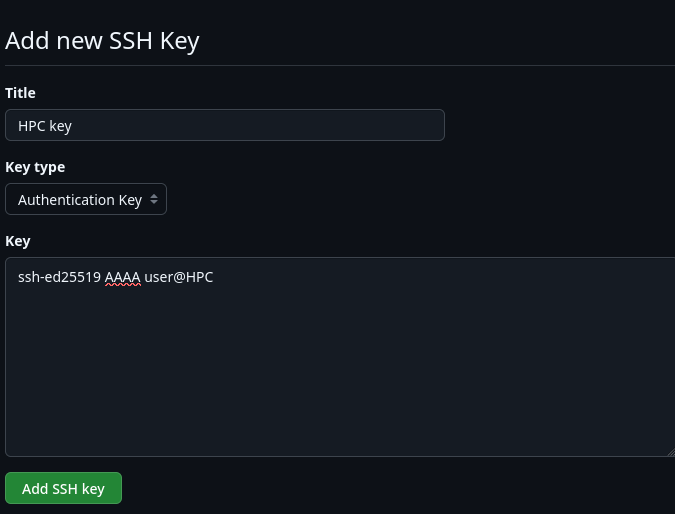 Add new SSH Key
Title
HPC key
Key type
Authentication Key
Key
ssh-ed25519 AAAA user@HPC
Add SSH key